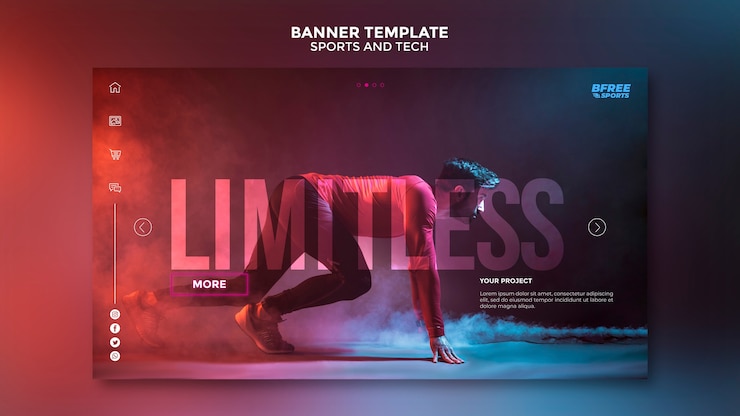 BANNER TEMPLATE
SPORTS AND TECH
BFREE
SPORTS
LIMITLESS
MORE
YOUR PROJECT
Lorem ipsum dolor sit amet, consectetur adipiscing
elit, sed do eiusmod tempor incididunt ut labore et
dolore magna aliqua.